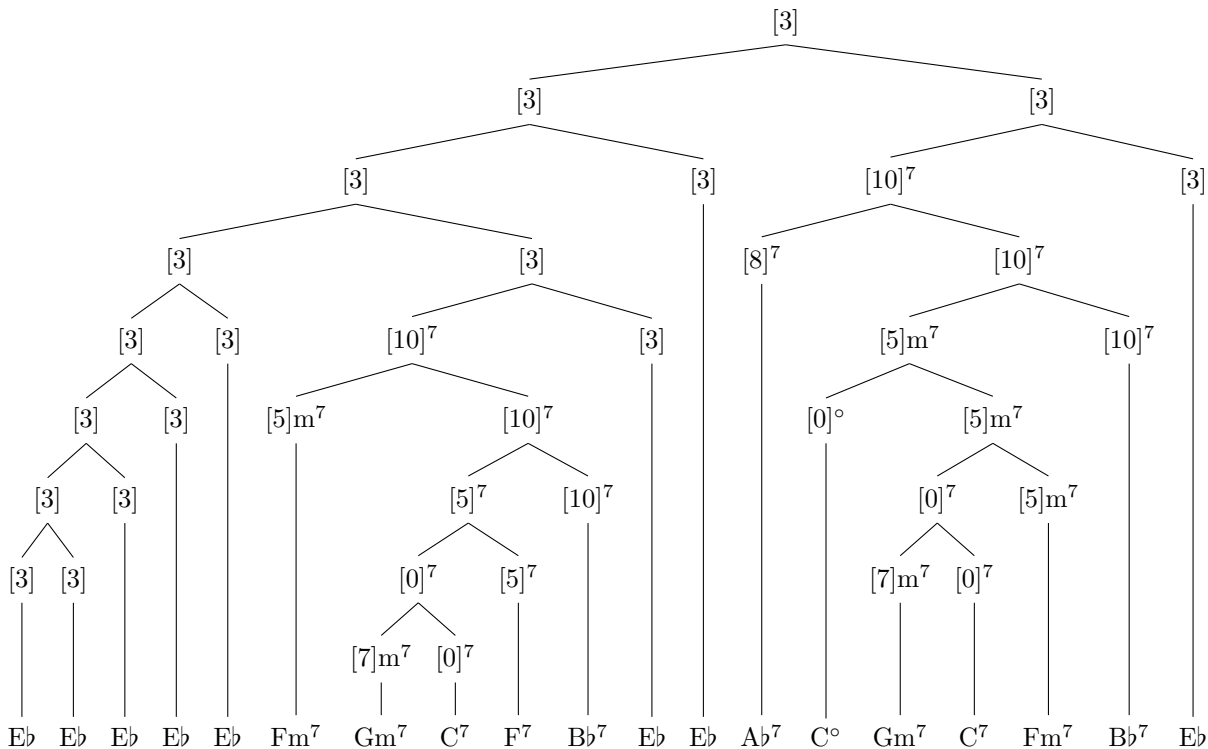 [3]
[3] [3]
[3] [3] [10]⁷ [3]
[3] [3] [8]⁷ [10]⁷
[3] [3] [10]⁷ [3] [5]m⁷ [10]⁷
[3] [3] [5]m⁷ [10]⁷ [0]° [5]m⁷
[3] [3] [5]⁷ [10]⁷ [0]⁷ [5]m⁷
[3] [3] [0]⁷ [5]⁷ [7]m⁷ [0]⁷
[7]m⁷ [0]⁷
E♭ E♭ E♭ E♭ E♭ Fm⁷ Gm⁷ C⁷ F⁷ B♭⁷ E♭ E♭ A♭⁷ C° Gm⁷ C⁷ Fm⁷ B♭⁷ E♭